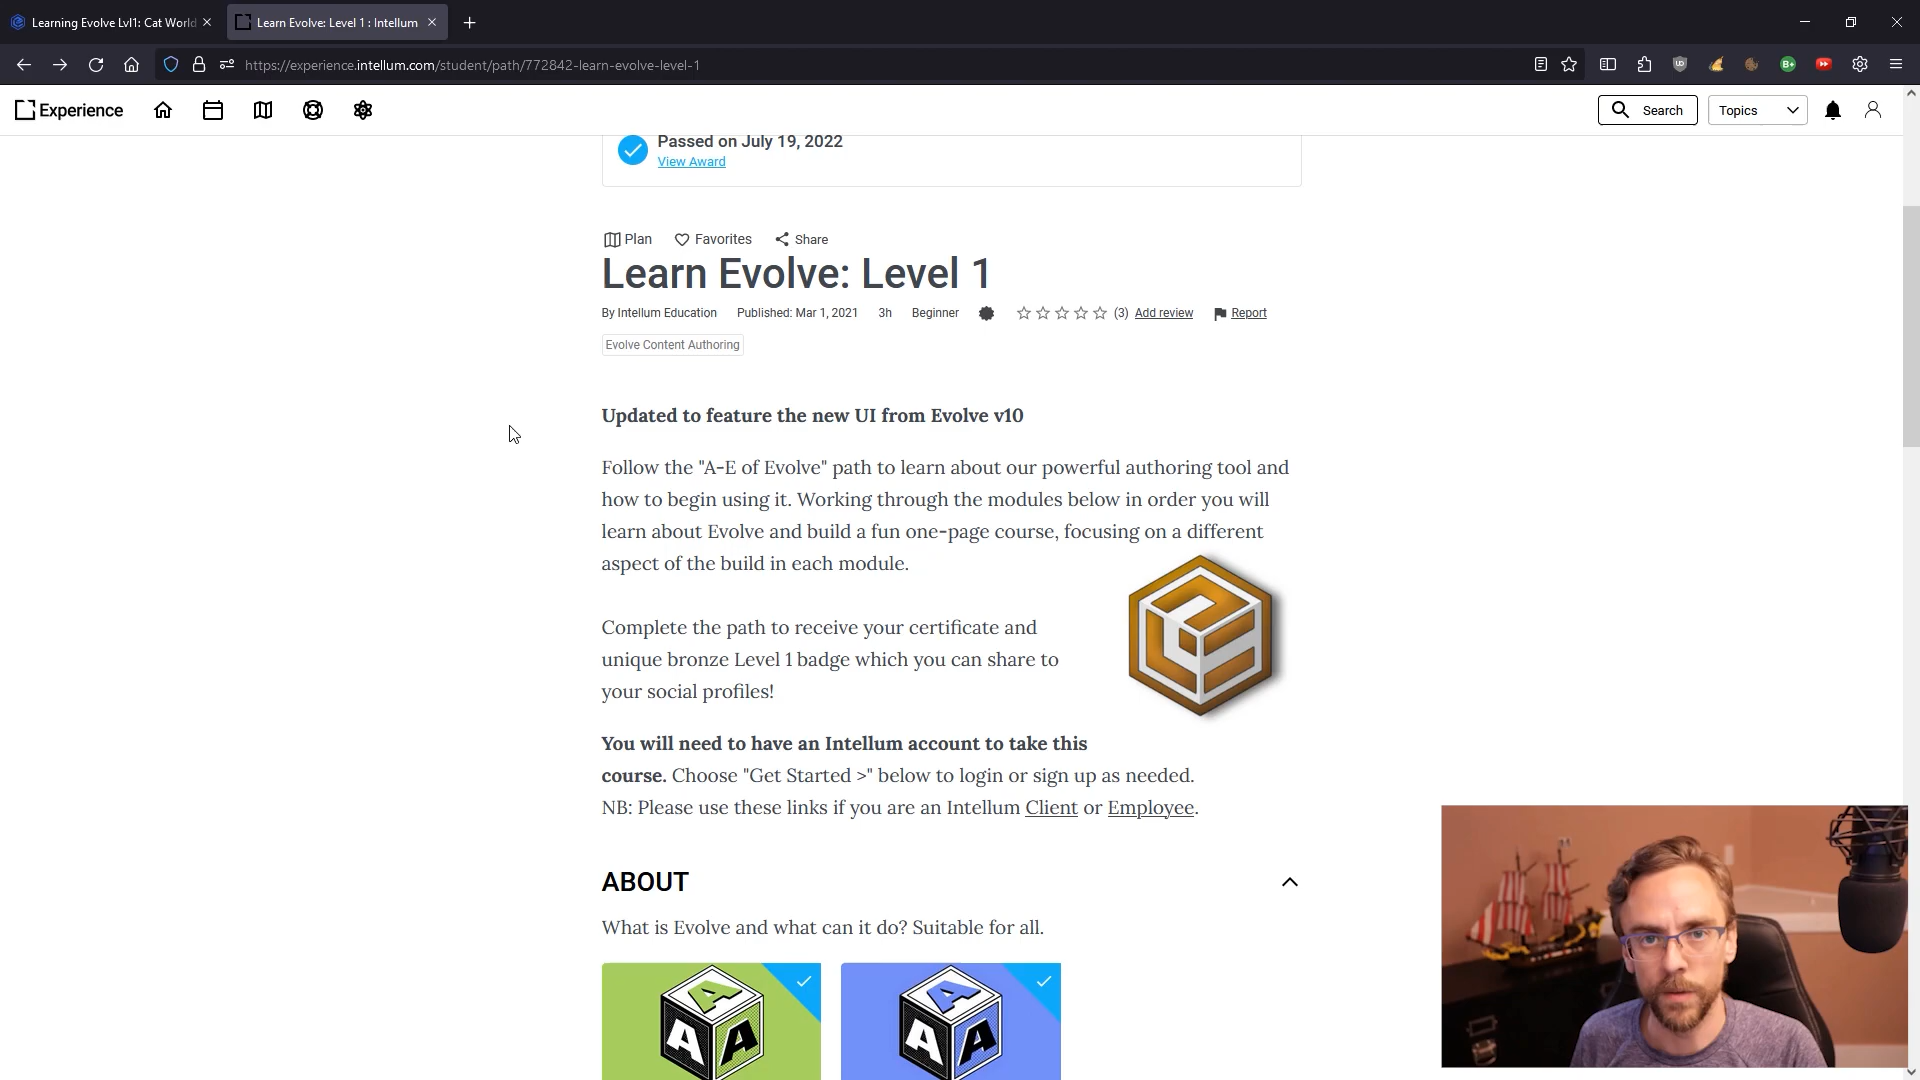 Learning Evolve Lvl1: Cat World
Learn Evolve: Level 1 : Intellum
https://experience.intellum.com/student/path/772842-learn-evolve-level-1
Experience
Search
Topics
Passed on July 19, 2022
View Award
Plan
Favorites
Share
Learn Evolve: Level 1
By Intellum Education Published: Mar 1, 2021 3h Beginner (3) Add review Report
Evolve Content Authoring
Updated to feature the new UI from Evolve v10
Follow the "A-E of Evolve" path to learn about our powerful authoring tool and
how to begin using it. Working through the modules below in order you will
learn about Evolve and build a fun one-page course, focusing on a different
aspect of the build in each module.
Complete the path to receive your certificate and
unique bronze Level 1 badge which you can share to
your social profiles!
You will need to have an Intellum account to take this
course. Choose "Get Started >" below to login or sign up as needed.
NB: Please use these links if you are an Intellum Client or Employee.
ABOUT
What is Evolve and what can it do? Suitable for all.
A A A
A A A